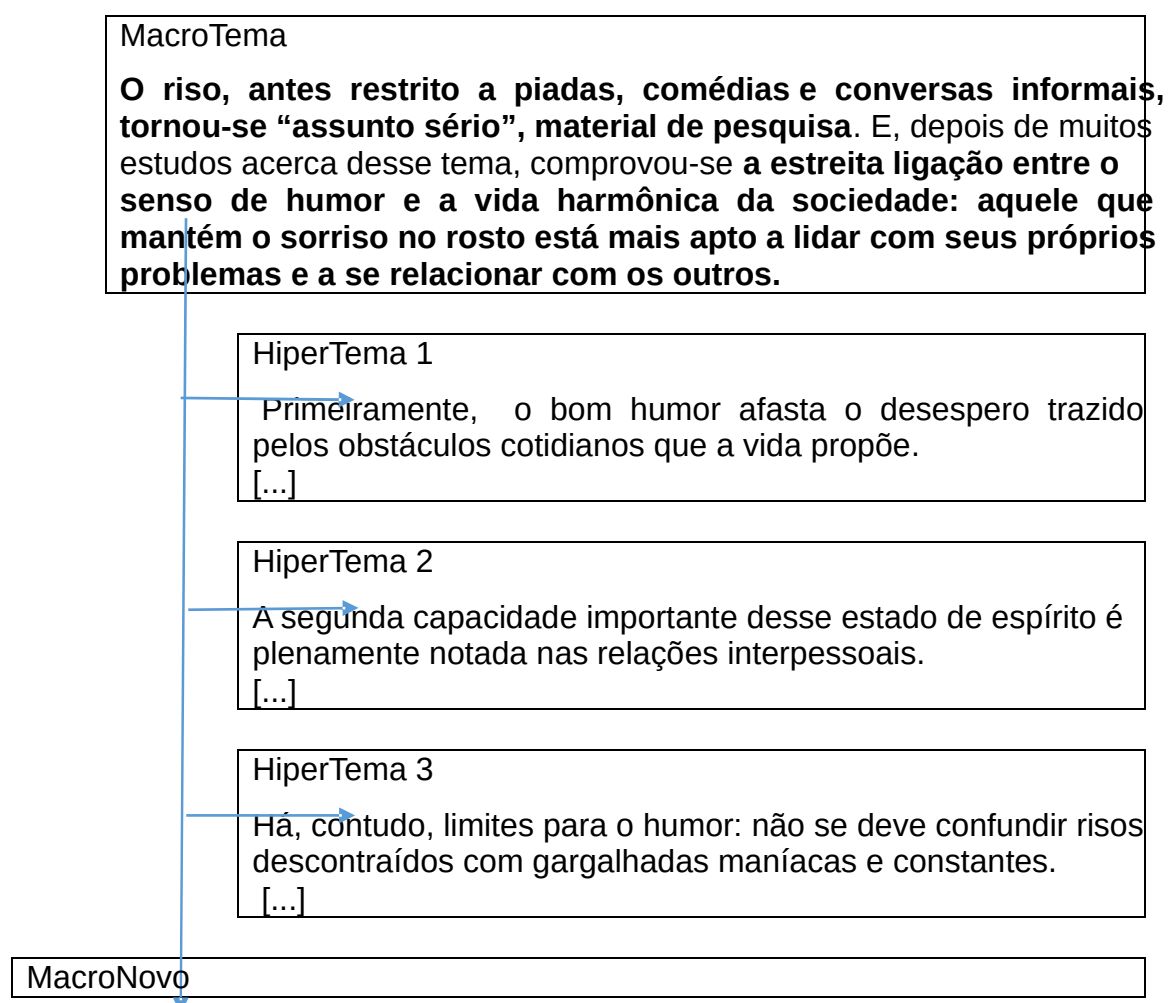 MacroTema
O riso, antes restrito a piadas, comédias e conversas informais,
tornou-se “assunto sério”, material de pesquisa. E, depois de muitos
estudos acerca desse tema, comprovou-se a estreita ligação entre o
senso de humor e a vida harmônica da sociedade: aquele que
mantém o sorriso no rosto está mais apto a lidar com seus próprios
problemas e a se relacionar com os outros.
HiperTema 1
Primeiramente, o bom humor afasta o desespero trazido
pelos obstáculos cotidianos que a vida propõe.
[...]
HiperTema 2
A segunda capacidade importante desse estado de espírito é
plenamente notada nas relações interpessoais.
[...]
HiperTema 3
Há, contudo, limites para o humor: não se deve confundir risos
descontraídos com gargalhadas maníacas e constantes.
[...]
MacroNovo